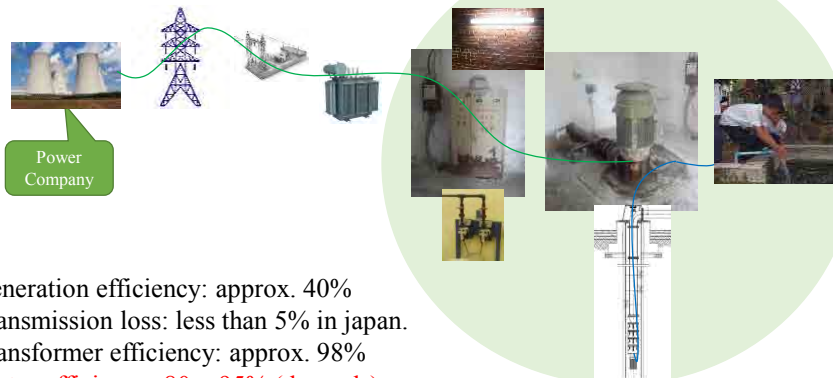 Power
Company
eneration efficiency: approx. 40%
ansmission loss: less than 5% in japan.
ansformer efficiency: approx. 98%